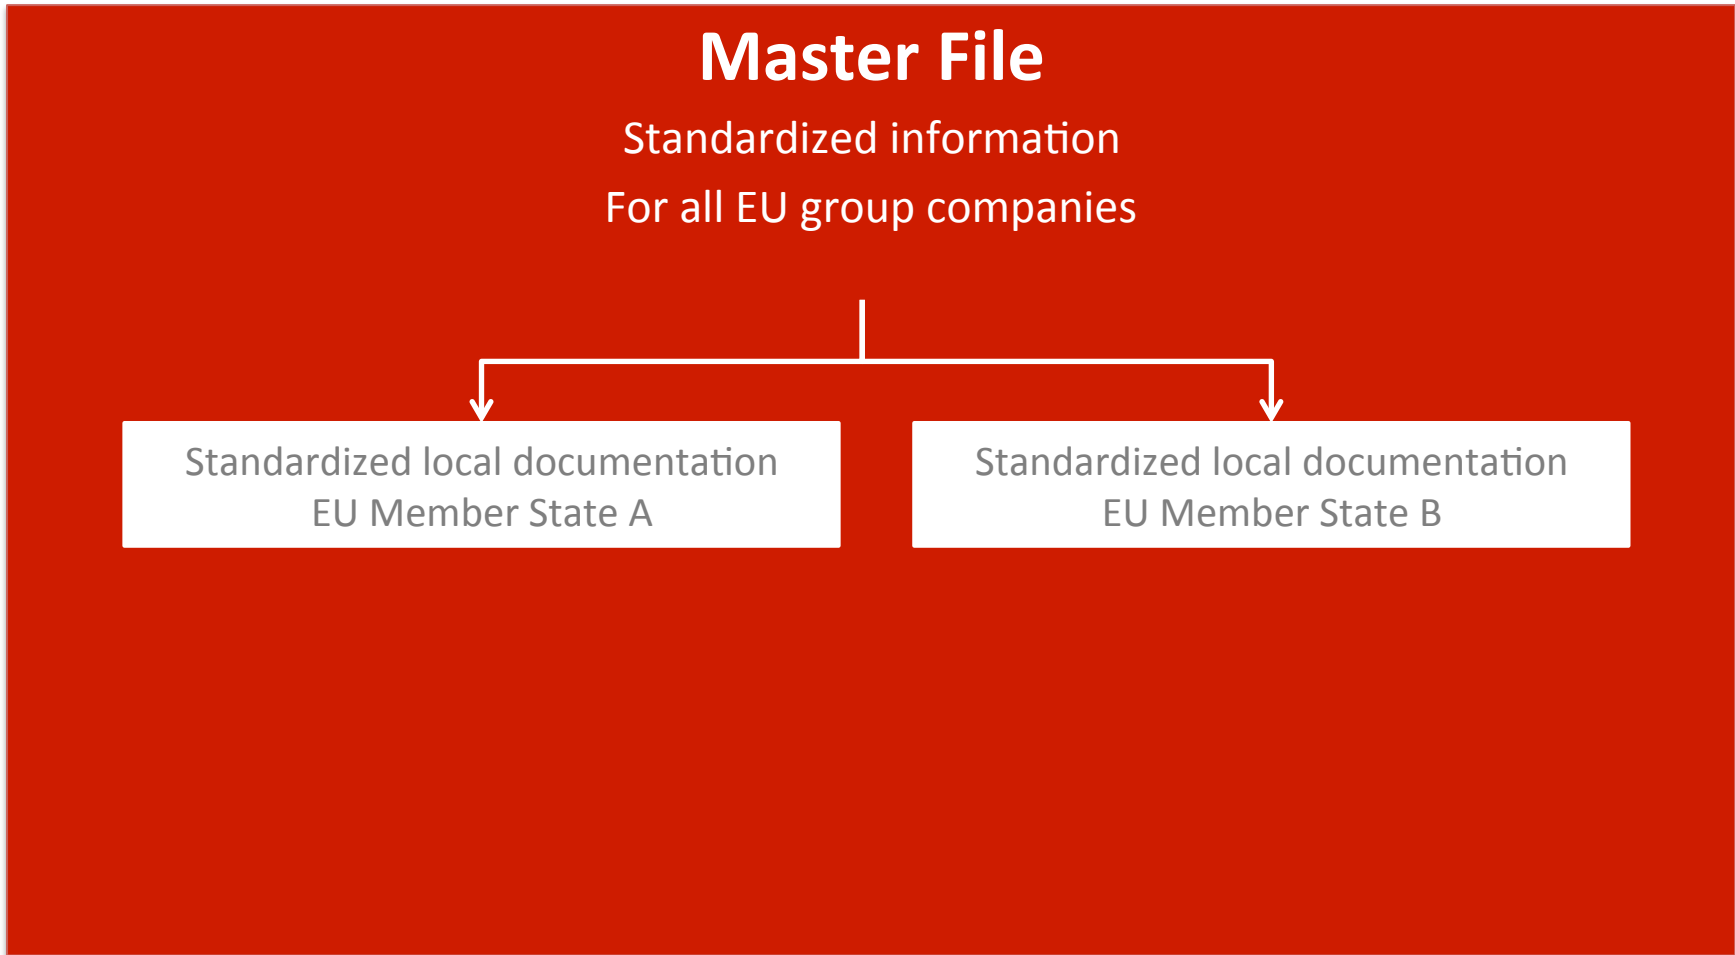 Master File
Standardized information
For all EU group companies
Standardized local documentation
EU Member State A
Standardized local documentation
EU Member State B